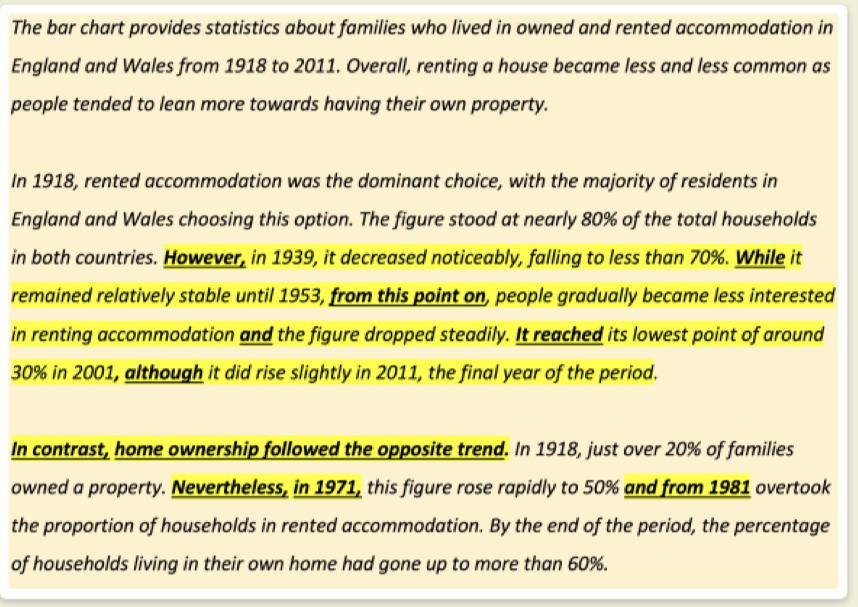 The bar chart provides statistics about families who lived in owned and rented accommodation in
England and Wales from 1918 to 2011. Overall, renting a house became less and less common as
people tended to lean more towards having their own property.
In 1918, rented accommodation was the dominant choice, with the majority of residents in
England and Wales choosing this option. The figure stood at nearly 80% of the total households
in both countries. However, in 1939, it decreased noticeably, falling to less than 70%. While it
remained relatively stable until 1953, from this point on, people gradually became less interested
in renting accommodation and the figure dropped steadily. It reached its lowest point of around
30% in 2001, although it did rise slightly in 2011, the final year of the period.
In contrast, home ownership followed the opposite trend. In 1918, just over 20% of families
owned a property. Nevertheless, in 1971, this figure rose rapidly to 50% and from 1981 overtook
the proportion of households in rented accommodation. By the end of the period, the percentage
of households living in their own home had gone up to more than 60%.